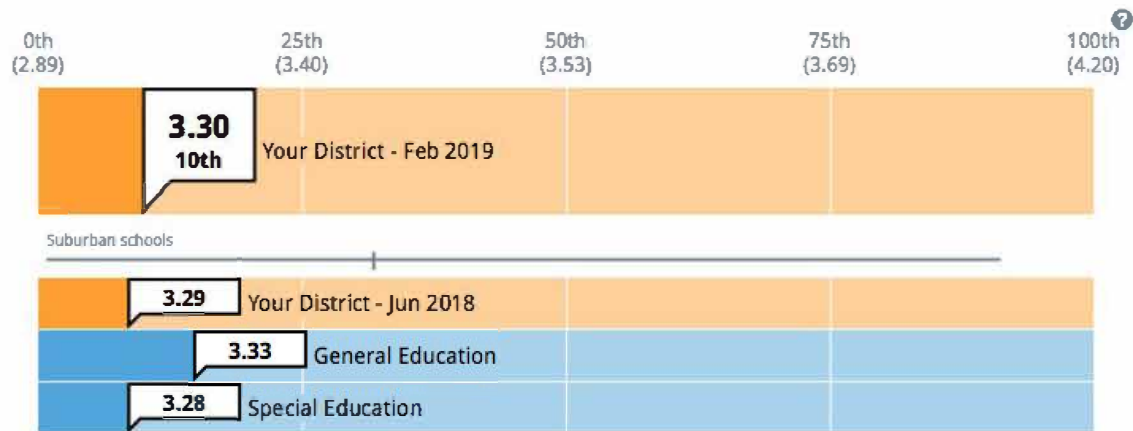 ?
0th 25th 50th 75th 100th
(2.89) (3.40) (3.53) (3.69) (4.20)
3.30
10th
Your District - Feb 2019
Suburban schools
3.29 Your District - Jun 2018
3.33 General Education
3.28 Special Education